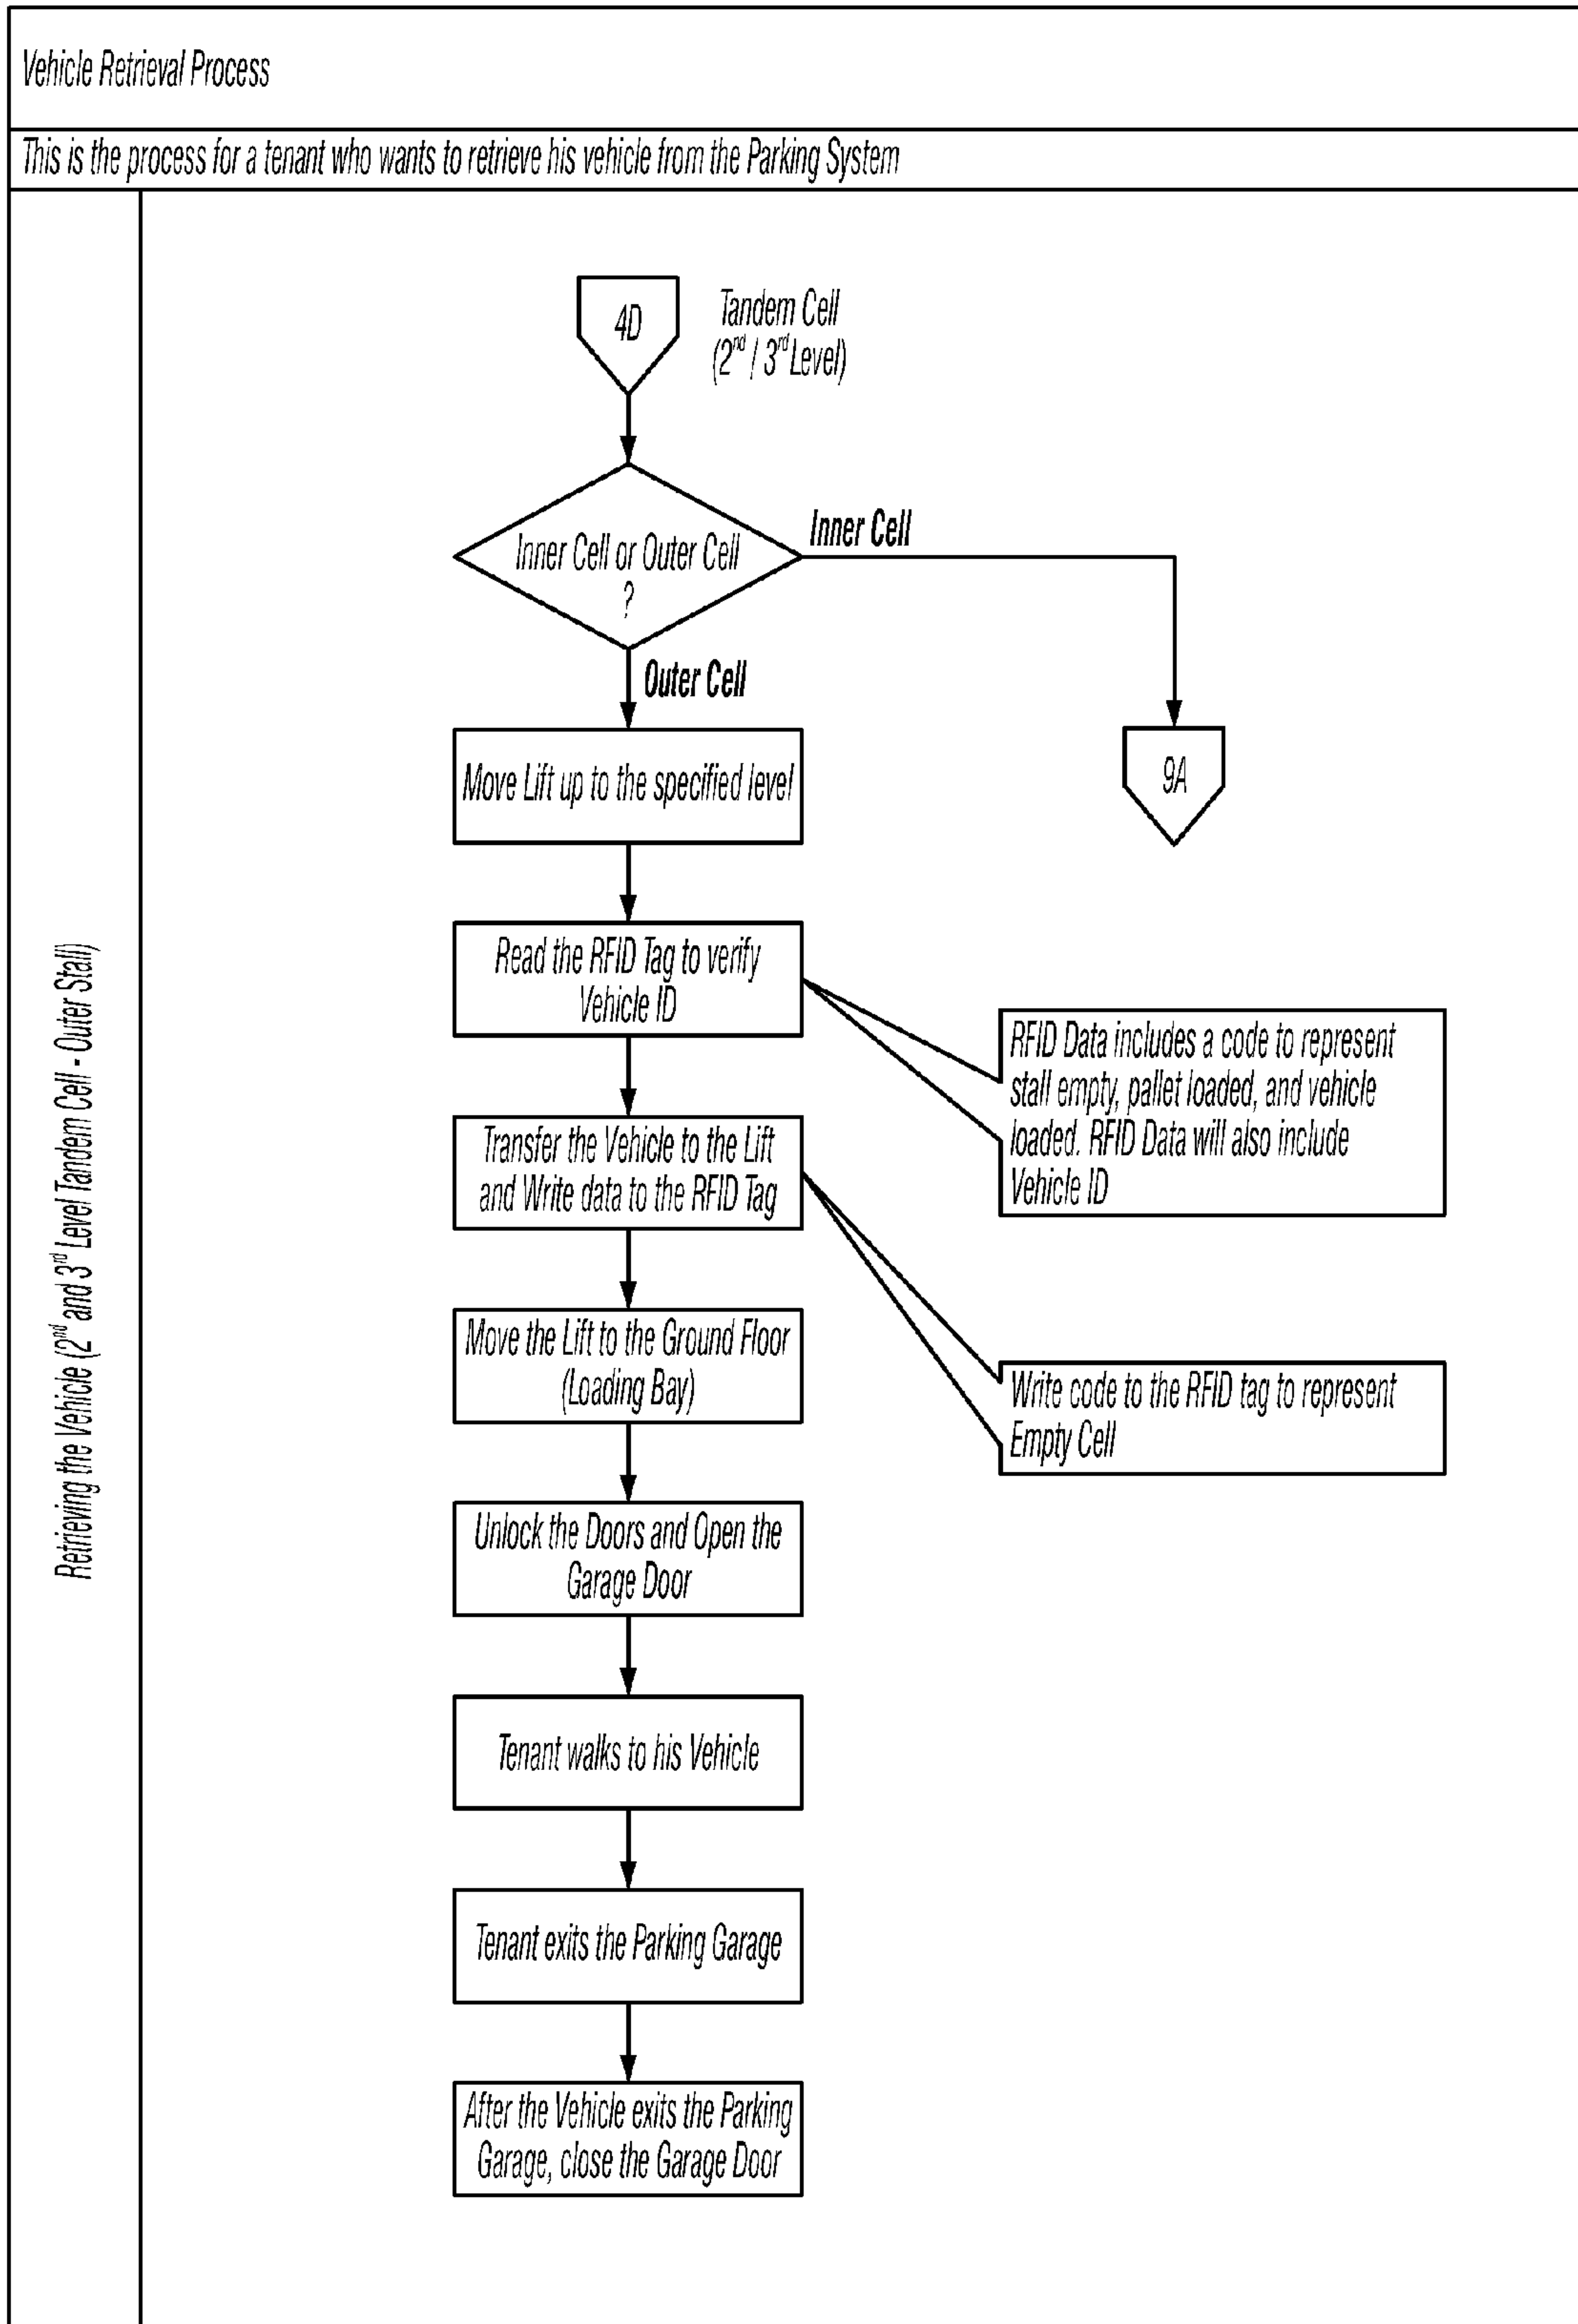 Vehicle Retrieval Process
This is the process for a tenant who wants to retrieve his vehicle from the Parking System
Retrieving the Vehicle (2nd and 3rd Level Tandem Cell - Outer Stall)
4D
Tandem Cell
(2nd / 3rd Level)
Inner Cell or Outer Cell
?
Inner Cell
Outer Cell
9A
Move Lift up to the specified level
Read the RFID Tag to verify
Vehicle ID
RFID Data includes a code to represent
stall empty, pallet loaded, and vehicle
loaded. RFID Data will also include
Vehicle ID
Transfer the Vehicle to the Lift
and Write data to the RFID Tag
Write code to the RFID tag to represent
Empty Cell
Move the Lift to the Ground Floor
(Loading Bay)
Unlock the Doors and Open the
Garage Door
Tenant walks to his Vehicle
Tenant exits the Parking Garage
After the Vehicle exits the Parking
Garage, close the Garage Door